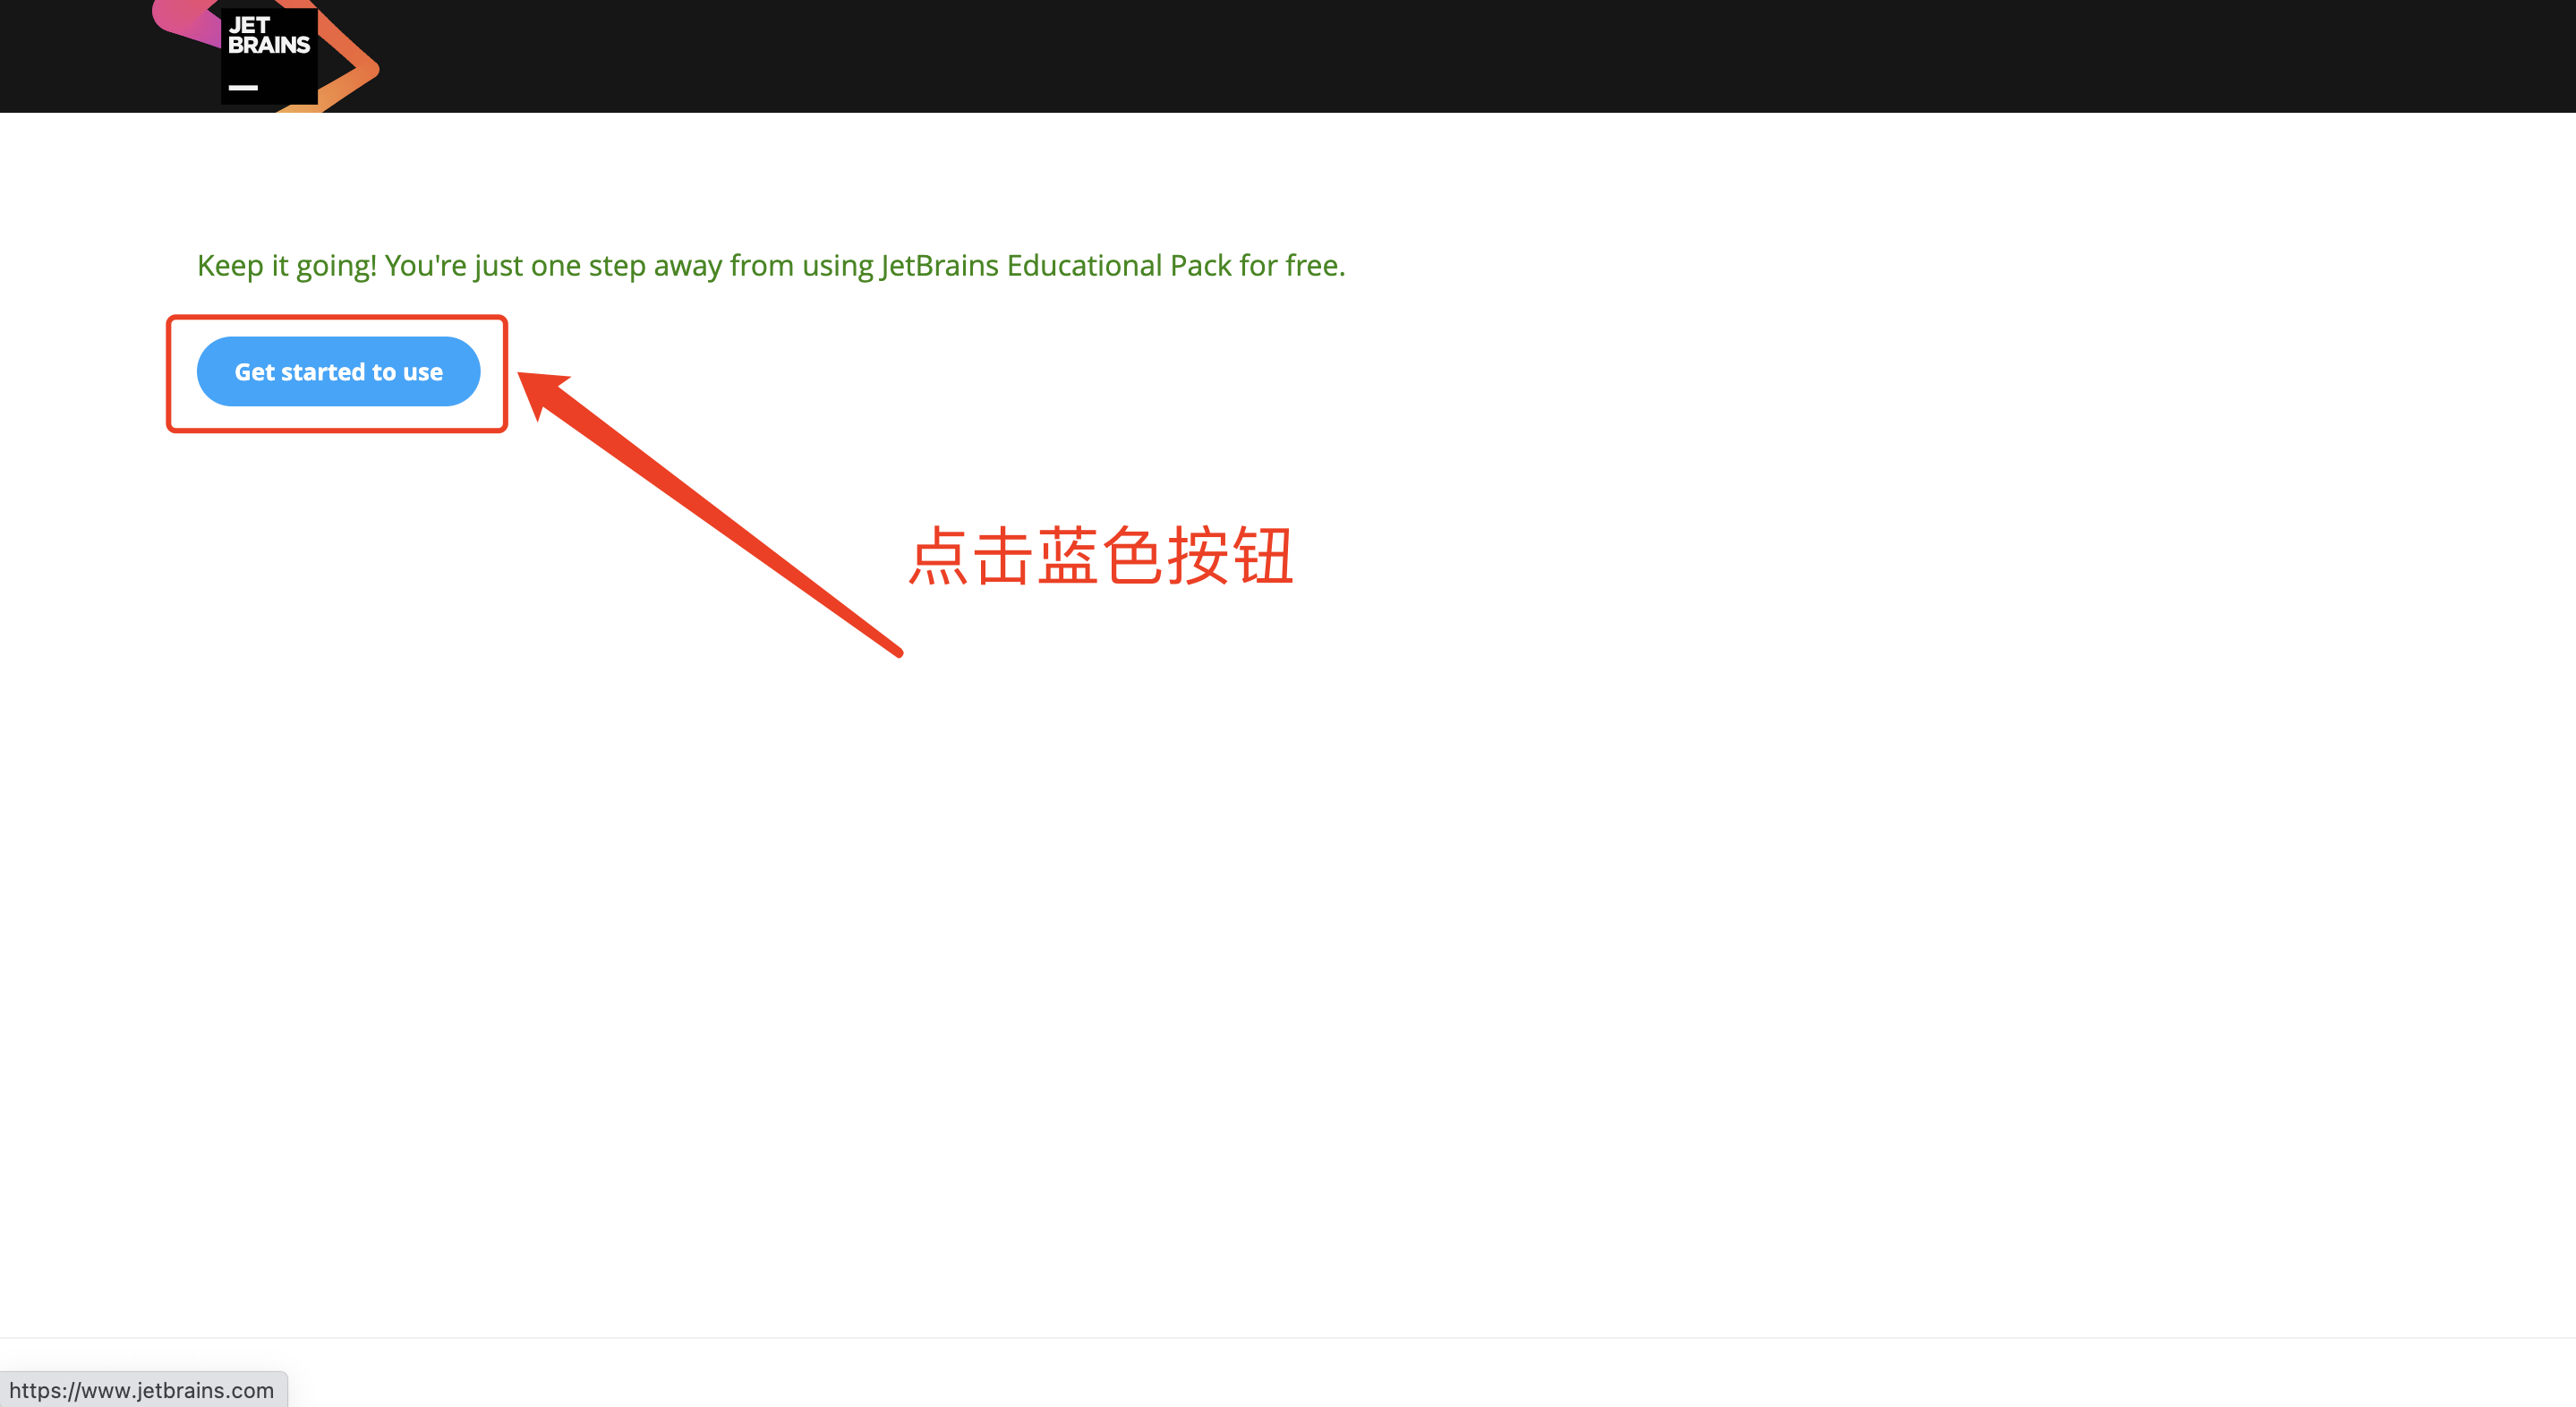 JET
BRAINS
Keep it going! You're just one step away from using JetBrains Educational Pack for free.
Get started to use
点击蓝色按钮
https://www.jetbrains.com